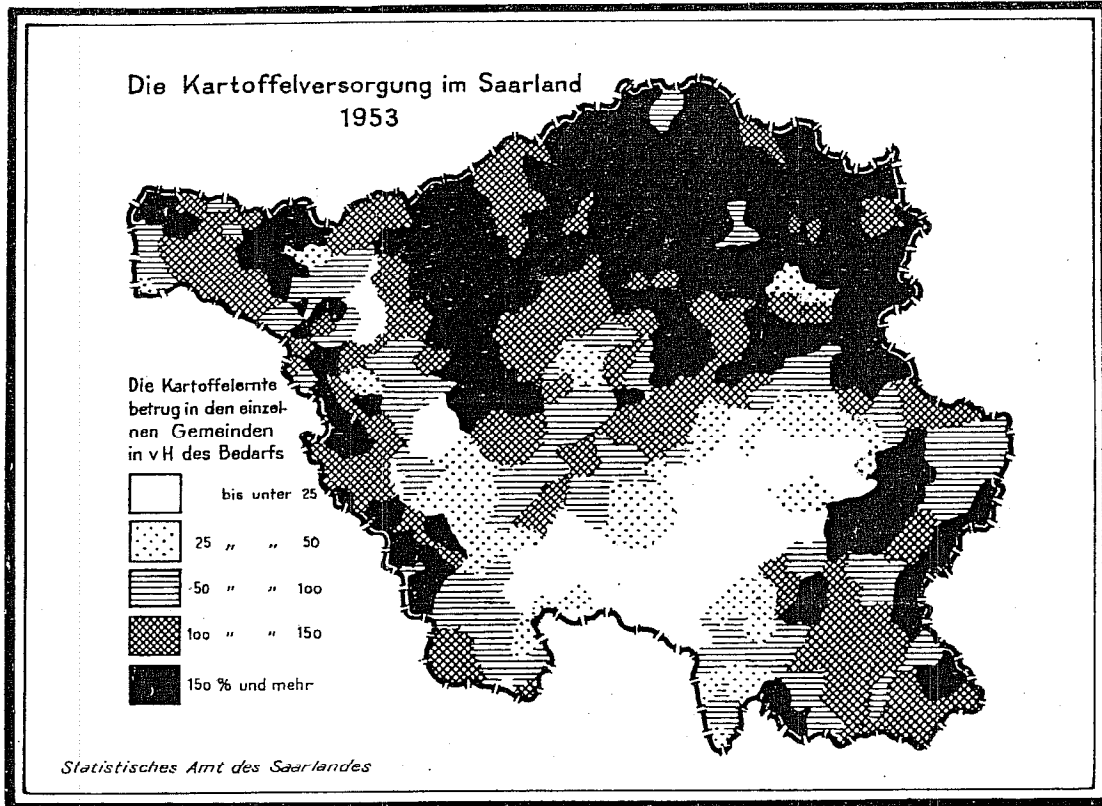 Die Kartoffelversorgung im Saarland
1953
Die Kartoffelernte
betrug in den einzel-
nen Gemeinden
in vH des Bedarfs
bis unter 25
25 „ „ 50
50 „ „ 100
100 „ „ 150
150 % und mehr
Statistisches Amt des Saarlandes